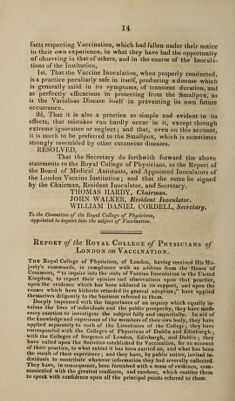 14
facts respecting Vaccination, which had fallen under their notice
in their own experience, in what they have had the opportunity
of observing in that of others, and in the course of the Inocula-
tions of the Institution,
1st. That the Vaccine Inoculation, when properly conducted,
is a practice peculiarly safe in itself, producing a disease which
is generally mild in its symptoms, of transient duration, and
as perfectly efficacious in protecting from the Smallpox, as
is the Variolous Disease itself in preventing its own future
occurrence.
2d, That it is also a practice so simple and evident in its
effects, that mistakes can hardly occur in it, except through
extreme ignorance or neglect; and that, even on this account,
it is much to be preferred to the Smallpox, which is sometimes
strongly resembled by other cutaneous diseases.
RESOLVED,
That the Secretary do forthwith forward the above
statements to the Royal College of Physicians, as the Report of
the Board of Medical Assistants, and Appointed Inoculators of
the London Vaccine Institution; and that the same be signed
by the Chairman, Resident Inoculator, and Secretary.
THOMAS HARDY, Chairman.
JOHN WALKER, Resident Inoculator.
WILLIAM DANIEL CORDELL, Secretary.
To the Committee of the Royal College of Physicians,
appointed to inquire into the subject of Vaccination.
REPORT of the ROYAL COLLEGE of PHYSICIANS of
LONDON on VACCINATION.
THE ROYAL College of Physicians, of London, having received His Ma-
jesty's commands, in compliance with an address from the House of
Commons, "to inquire into the state of Vaccine Inoculation in the United
Kingdom, to report their opinion and observations upon that practice,
upon the evidence which has been adduced in its support, and upon the
causes which have hitherto retarded its general adoption," have applied
themselves diligently to the business referred to them.
Deeply impressed with the importance of an inquiry which equally in-
volves the lives of individuals, and the public prosperity, they have made
every exertion to investigate the subject fully and impartially. In aid of
the knowledge and experience of the members of their own body, they have
applied separately to each of the Licentiates of the College; they have
corresponded with the Colleges of Physicians of Dublin and Edinburgh;
with the Colleges of Surgeons of London, Edinburgh, and Dublin; they
have called upon the Societies established for Vaccination, for an account
of their practice, to what extent it has been carried on, and what has been
the result of their experience; and they have, by public notice, invited in-
dividuals to contribute whatever information they had severally collected.
They have, in consequence, been furnished with a mass of evidence, com-
municated with the greatest readiness, and candour, which enables them
to speak with confidence upon all the principal points referred to them.